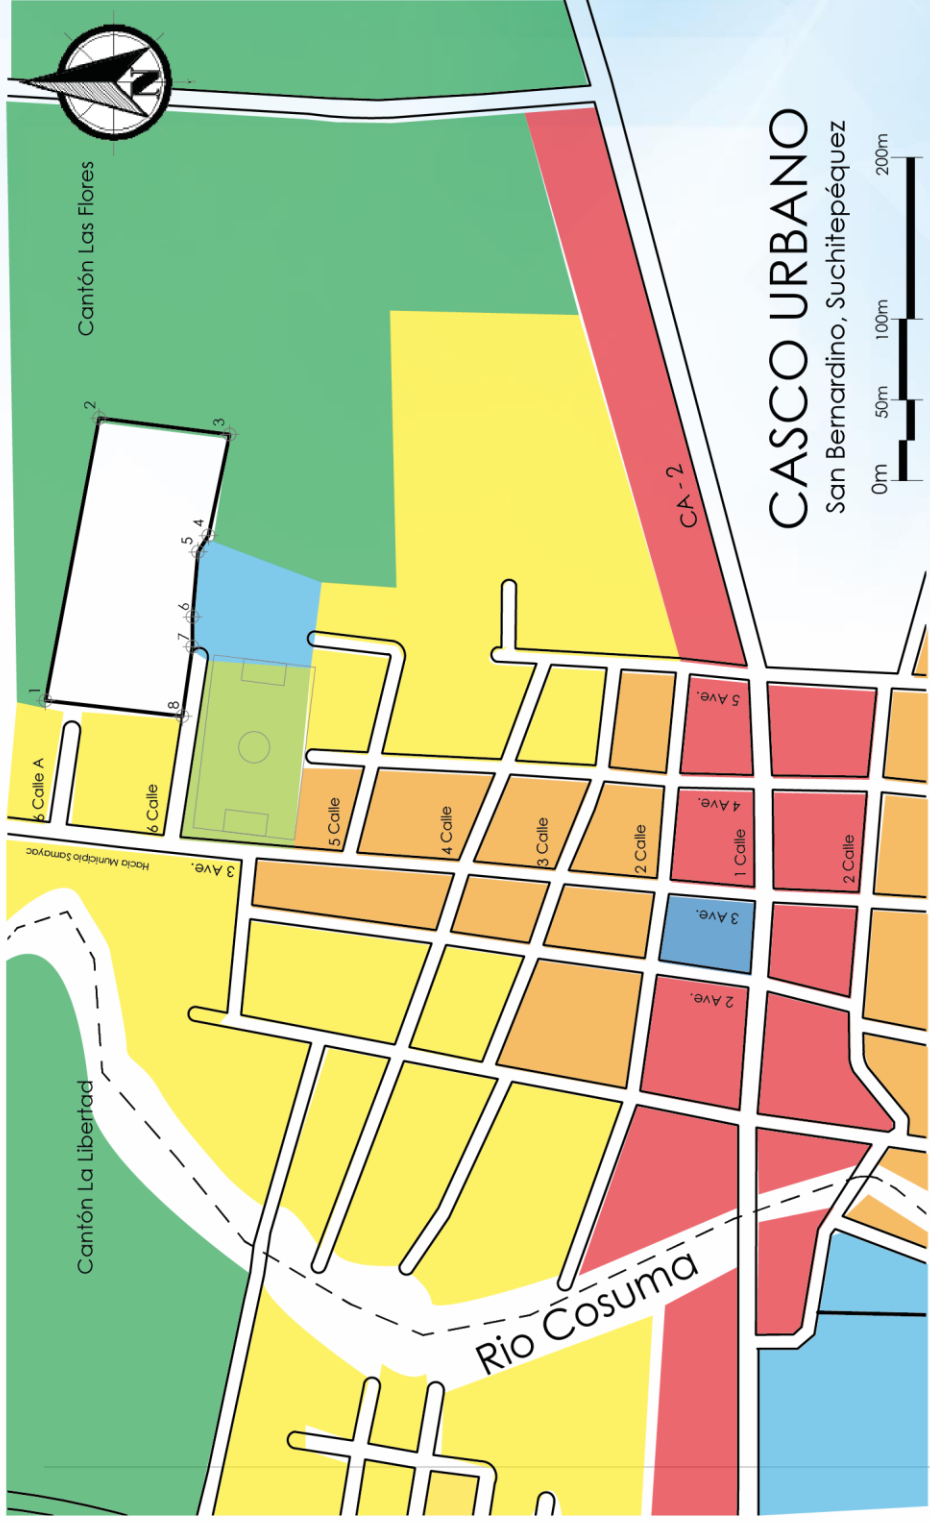 N
Cantón Las Flores
2
3
4
5
6
7
8
1
6 Calle A
6 Calle
Hacia Municipio Samayac
3 Ave.
5 Calle
4 Calle
3 Calle
2 Calle
CA - 2
5 Ave.
4 Ave.
1 Calle
2 Calle
3 Ave.
2 Ave.
Cantón La Libertad
Rio Cosuma
CASCO URBANO
San Bernardino, Suchitepéquez
0m 50m 100m 200m